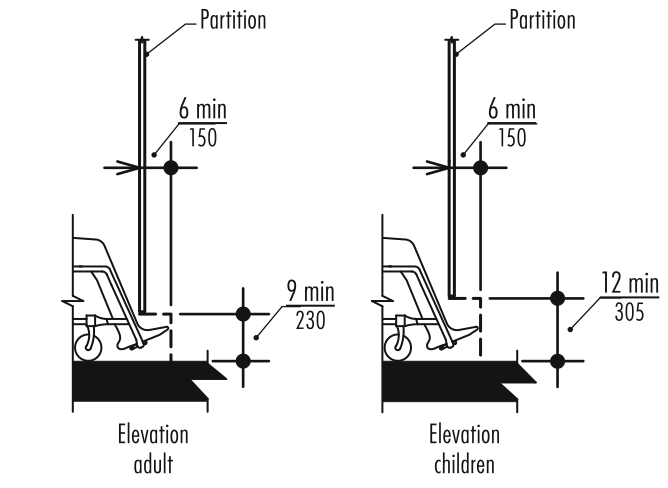 Partition
6 min
150
9 min
230
Elevation
adult
Partition
6 min
150
12 min
305
Elevation
children